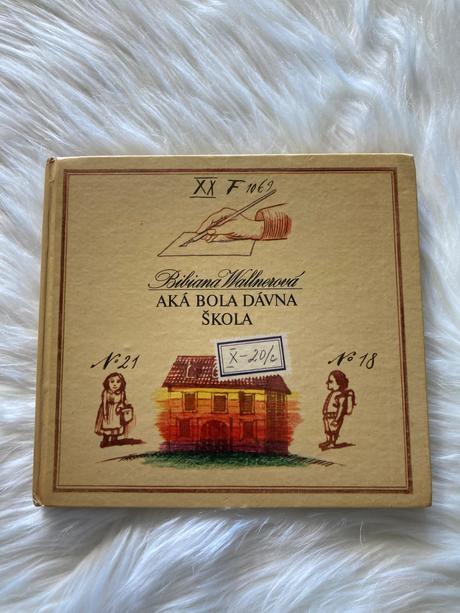 XX F 1069
Bibiana Wallnerová
AKÁ BOLA DÁVNA
ŠKOLA
X-20/c
No 21
No 18